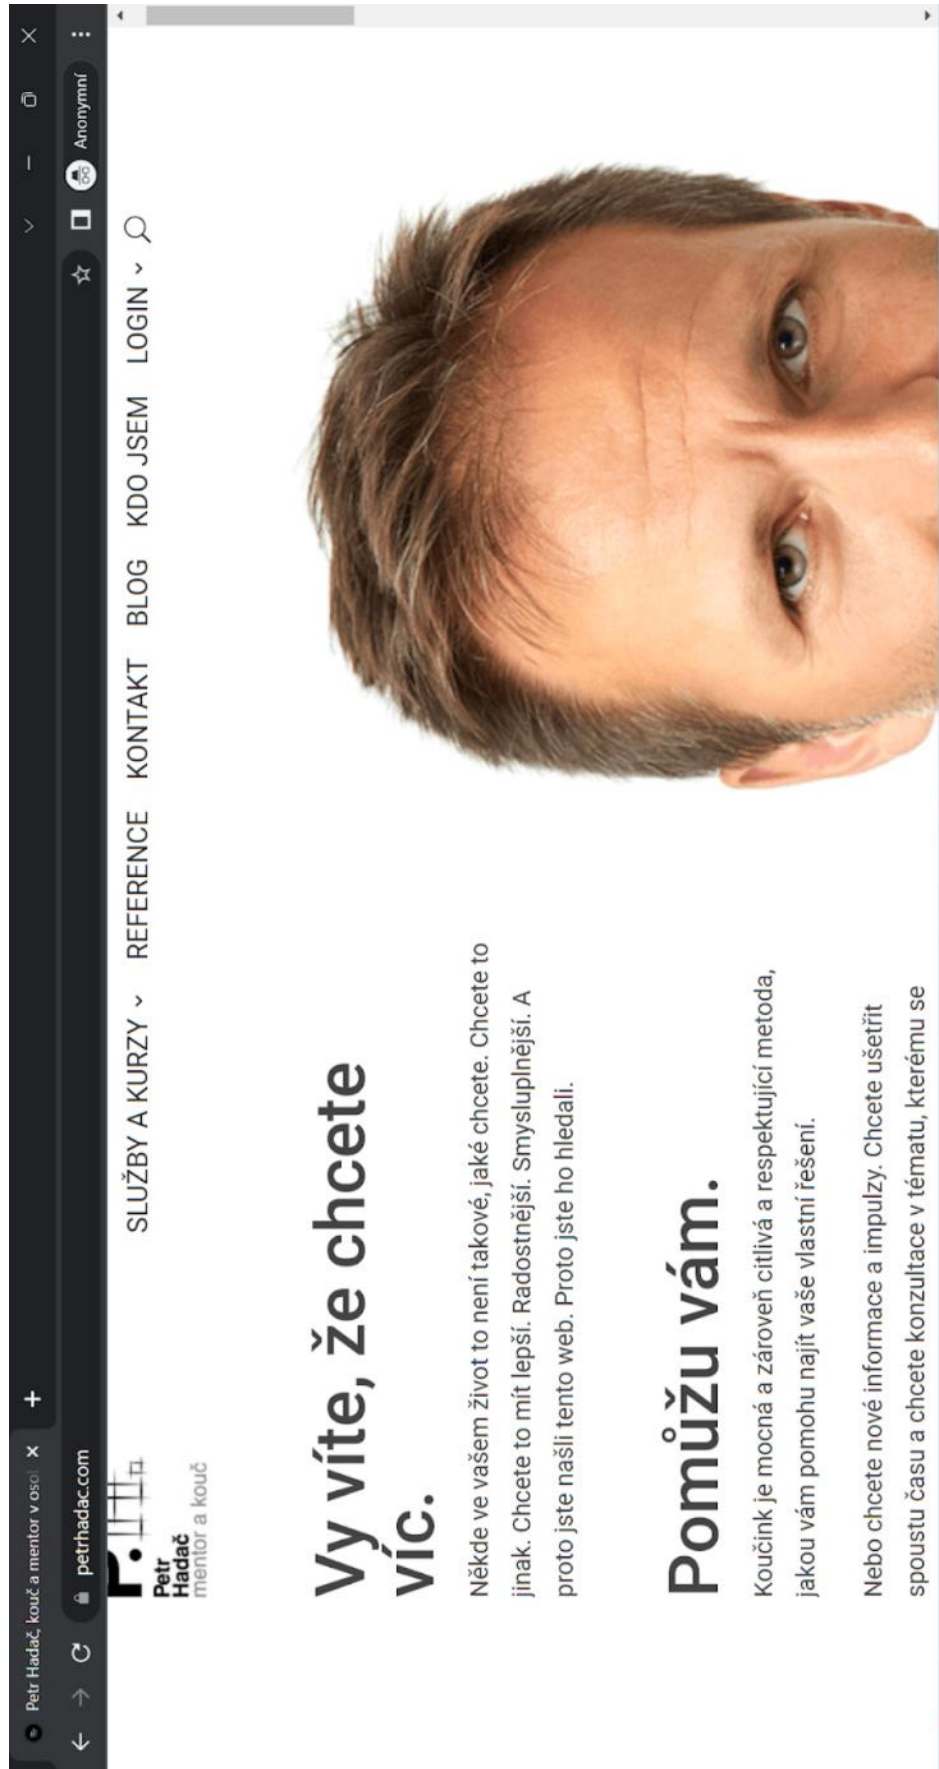 Petr Hadač, kouč a mentor v osob
petrhadac.com
Anonymní
P.
Petr
Hadač
mentor a kouč
SLUŽBY A KURZY REFERENCE KONTAKT BLOG KDO JSEM LOGIN
Vy víte, že chcete
víc.
Někde ve vašem život to není takové, jaké chcete. Chcete to
jinak. Chcete to mít lepší. Radostnější. Smysluplnější. A
proto jste našli tento web. Proto jste ho hledali.
Pomůžu vám.
Koučink je mocná a zároveň citlivá a respektující metoda,
jakou vám pomohu najít vaše vlastní řešení.
Nebo chcete nové informace a impulzy. Chcete ušetřit
spoustu času a chcete konzultace v tématu, kterému se